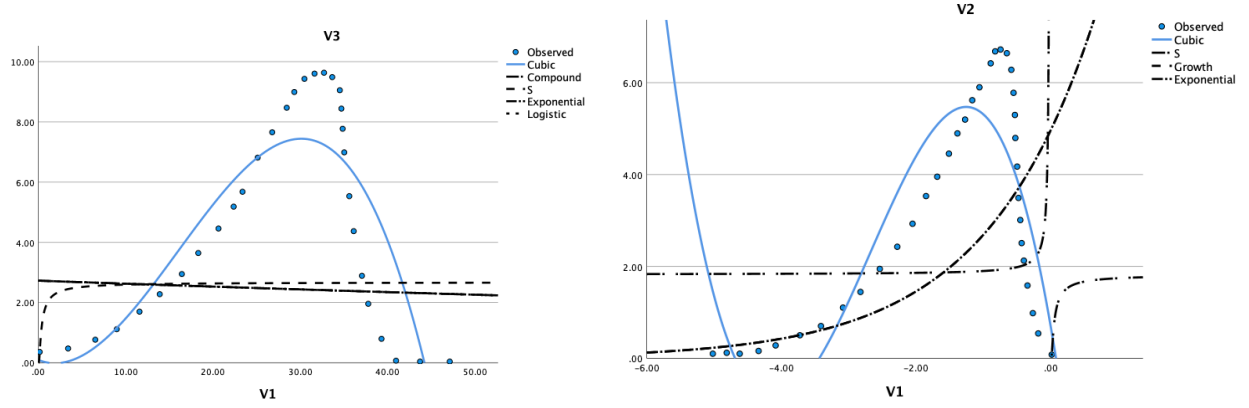 V3
Observed
Cubic
Compound
S
Exponential
Logistic
10.00
8.00
6.00
4.00
2.00
.00
.00 10.00 20.00 30.00 40.00 50.00
V1
V2
Observed
Cubic
S
Growth
Exponential
6.00
4.00
2.00
.00
-6.00 -4.00 -2.00 .00
V1